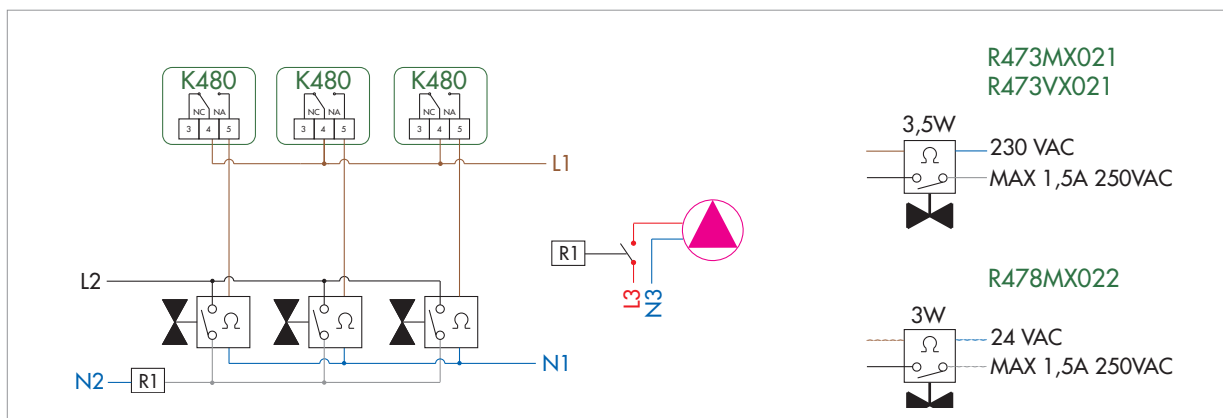 K480 K480 K480
NC NA NC NA NC NA
3 4 5 3 4 5 3 4 5
L1
L2
Ω Ω Ω
N1
N2 R1
R1
L3
N3
R473MX021
R473VX021
3,5W
Ω
230 VAC
MAX 1,5A 250VAC
R478MX022
3W
Ω
24 VAC
MAX 1,5A 250VAC